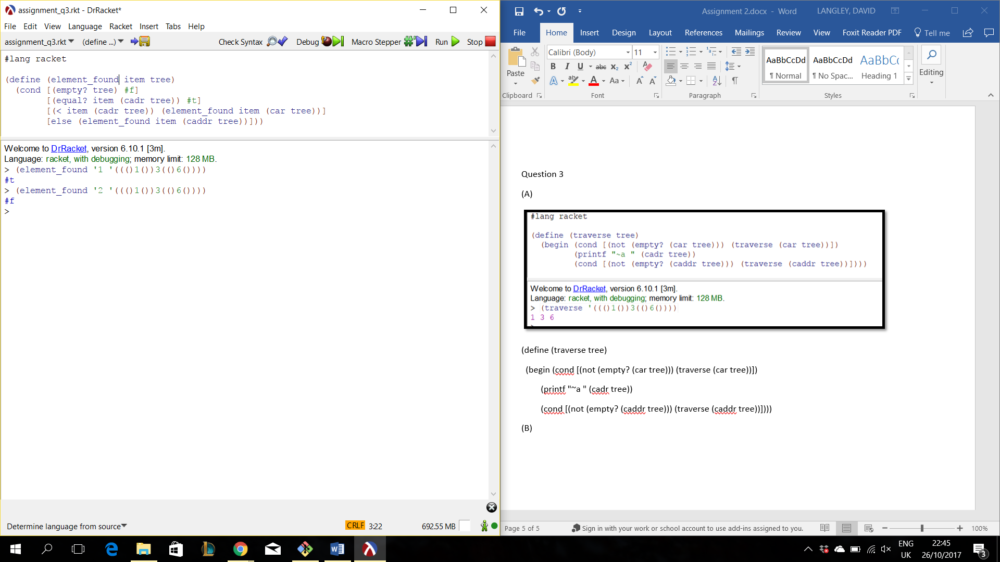 assignment_q3.rkt - DrRacket*
File Edit View Language Racket Insert Tabs Help
assignment_q3.rkt (define ...) Check Syntax Debug Macro Stepper Run Stop
#lang racket
(define (element_found item tree)
(cond [(empty? tree) #f]
[(equal? item (cadr tree)) #t]
[(< item (cadr tree)) (element_found item (car tree))]
[else (element_found item (caddr tree))]))
Welcome to DrRacket, version 6.10.1 [3m].
Language: racket, with debugging; memory limit: 128 MB.
> (element_found '1 '((()1())3(()6())))
#t
> (element_found '2 '((()1())3(()6())))
#f
>
Determine language from source
CRLF 3:22 692.55 MB
Assignment 2.docx - Word LANGLEY, DAVID
File Home Insert Design Layout References Mailings Review View Foxit Reader PDF Tell me
Paste
Calibri (Body) 11
B I U abc X2 X2
A ab A Aa A A
AaBbCcDd AaBbCcDd AaBbCc
¶ Normal ¶ No Spac... Heading 1
Editing
Clipboard Font Paragraph Styles
Question 3
(A)
#lang racket
(define (traverse tree)
(begin (cond [(not (empty? (car tree))) (traverse (car tree))])
(printf "~a " (cadr tree))
(cond [(not (empty? (caddr tree))) (traverse (caddr tree))])))
Welcome to DrRacket, version 6.10.1 [3m].
Language: racket, with debugging; memory limit: 128 MB.
> (traverse '((()1())3(()6())))
1 3 6
(define (traverse tree)
(begin (cond [(not (empty? (car tree))) (traverse (car tree))])
(printf "~a " (cadr tree))
(cond [(not (empty? (caddr tree))) (traverse (caddr tree))])))
(B)
Page 5 of 5 Sign in with your work or school account to use add-ins assigned to you. 100%
ENG
UK
22:45
26/10/2017
3